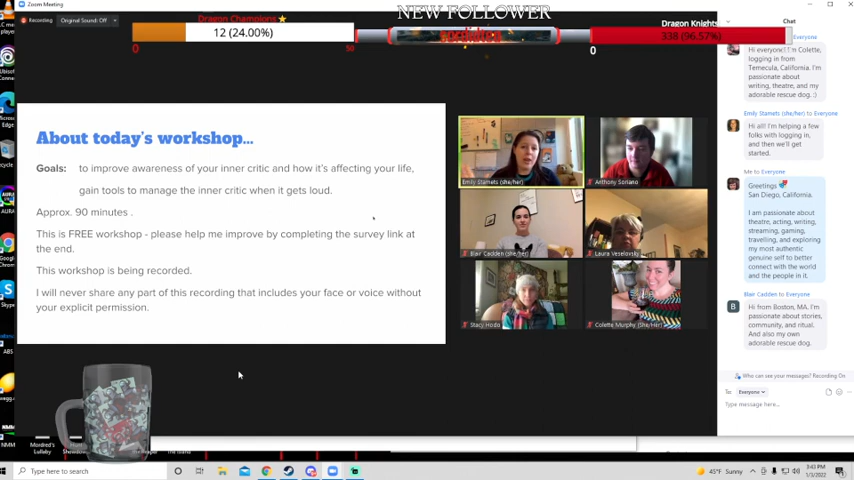 Zoom Meeting
Recording
Original Sound: Off
Dragon Champions
12 (24.00%)
0
50
NEW FOLLOWER
Dragon Knights
338 (96.57%)
0
Chat
Everyone
Hi everyone! I'm Colette,
logging in from
Temecula, California. I'm
passionate about
writing, theatre, and my
adorable rescue dog. :)
Emily Stamets (she/her) to Everyone
Hi all! I'm helping a few
folks with logging in,
and then we'll get
started.
Me to Everyone
Greetings
San Diego, California.
I am passionate about
theatre, acting, writing,
streaming, gaming,
travelling, and exploring
my most authentic
genuine self to better
connect with the world
and the people in it.
Blair Cadden to Everyone
B
Hi from Boston, MA. I'm
passionate about stories,
community, and ritual.
And also my own
adorable rescue dog.
Who can see your messages? Recording On
To:
Everyone
Type message here...
About today's workshop...
Goals: to improve awareness of your inner critic and how it's affecting your life,
gain tools to manage the inner critic when it gets loud.
Approx. 90 minutes .
This is FREE workshop - please help me improve by completing the survey link at
the end.
This workshop is being recorded.
I will never share any part of this recording that includes your face or voice without
your explicit permission.
Emily Stamets (she/her)
Anthony Soriano
Blair Cadden (she/her)
Laura Veselovsky
Stacy Hodo
Colette Murphy (She/Her)
Mordred's
Lullaby
Type here to search
45°F Sunny
3:43 PM
1/3/2022